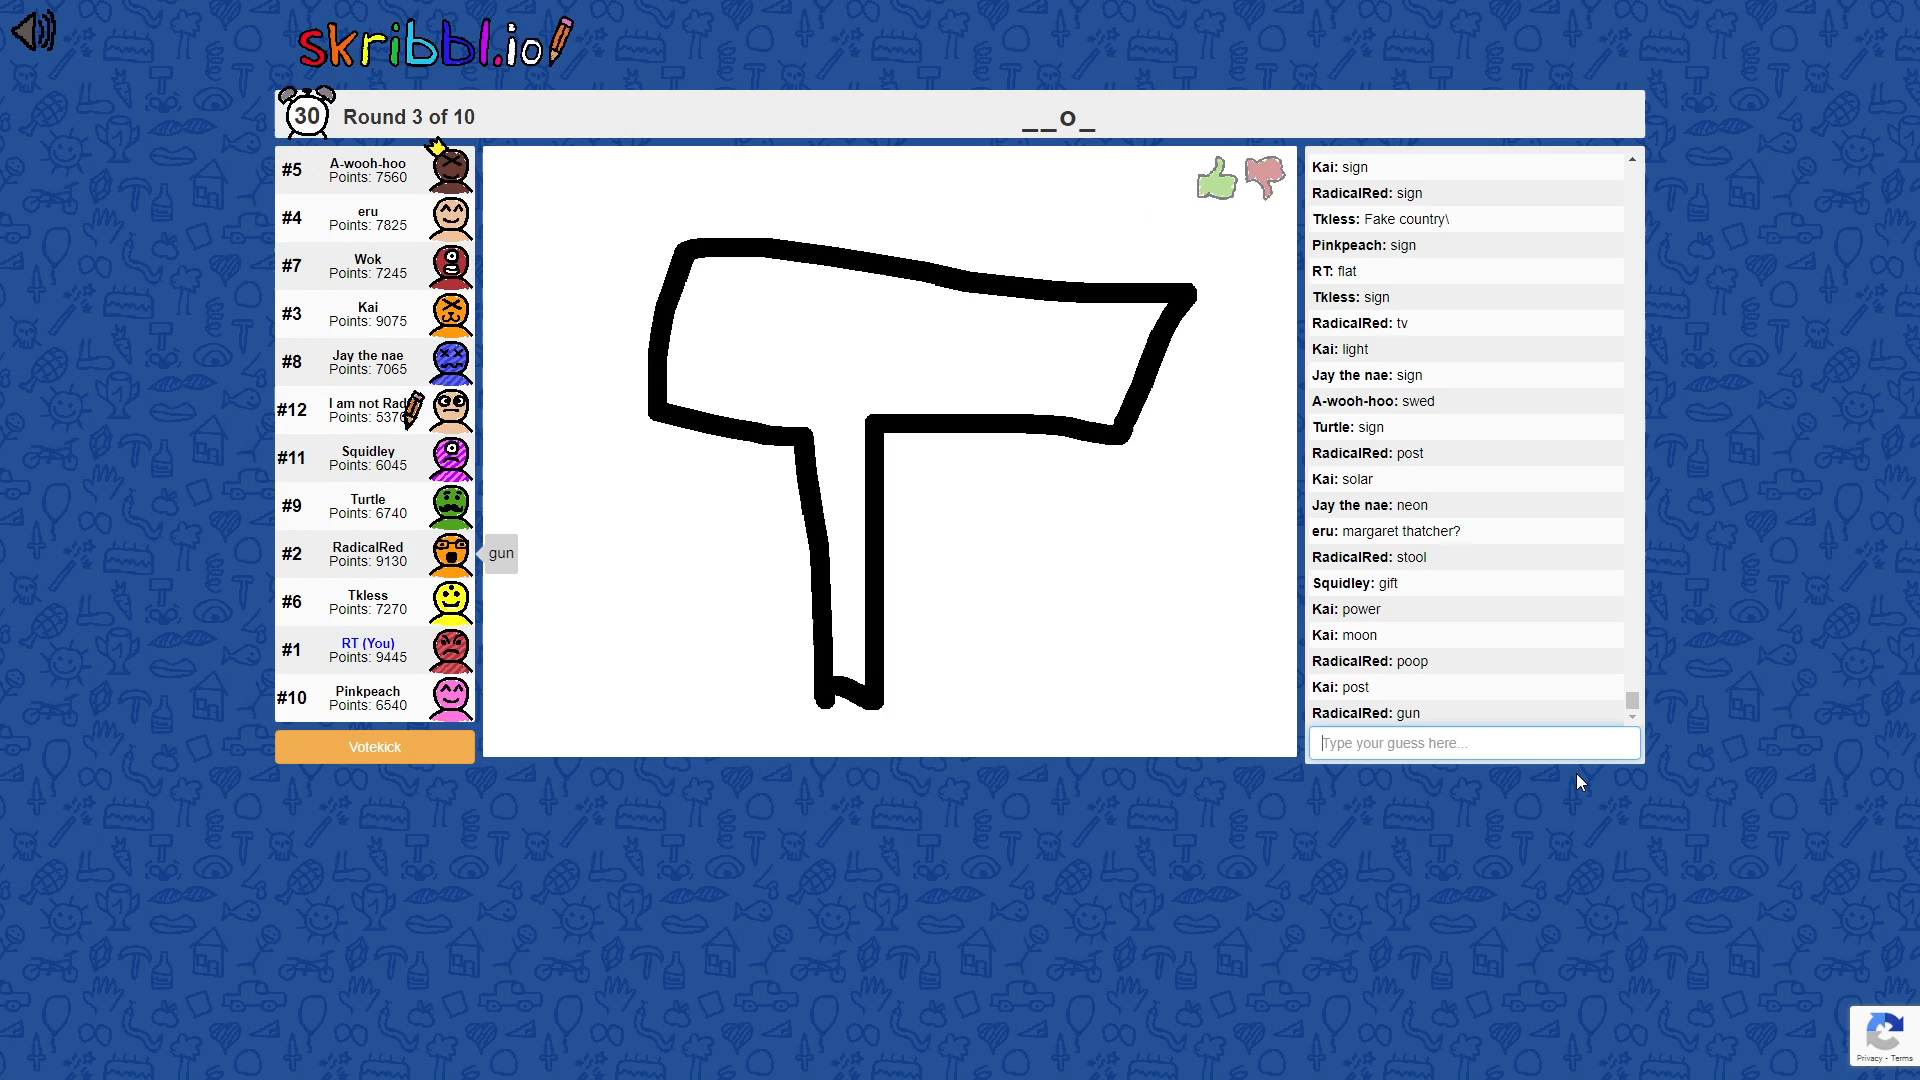 skribbl.io
30
Round 3 of 10
__o_
#5
A-wooh-hoo
Points: 7560
#4
eru
Points: 7825
#7
Wok
Points: 7245
#3
Kai
Points: 9075
#8
Jay the nae
Points: 7065
#12
I am not Rad
Points: 5370
#11
Squidley
Points: 6045
#9
Turtle
Points: 6740
#2
RadicalRed
Points: 9130
gun
#6
Tkless
Points: 7270
#1
RT (You)
Points: 9445
#10
Pinkpeach
Points: 6540
Votekick
Kai: sign
RadicalRed: sign
Tkless: Fake country\
Pinkpeach: sign
RT: flat
Tkless: sign
RadicalRed: tv
Kai: light
Jay the nae: sign
A-wooh-hoo: swed
Turtle: sign
RadicalRed: post
Kai: solar
Jay the nae: neon
eru: margaret thatcher?
RadicalRed: stool
Squidley: gift
Kai: power
Kai: moon
RadicalRed: poop
Kai: post
RadicalRed: gun
Type your guess here...
Privacy - Terms